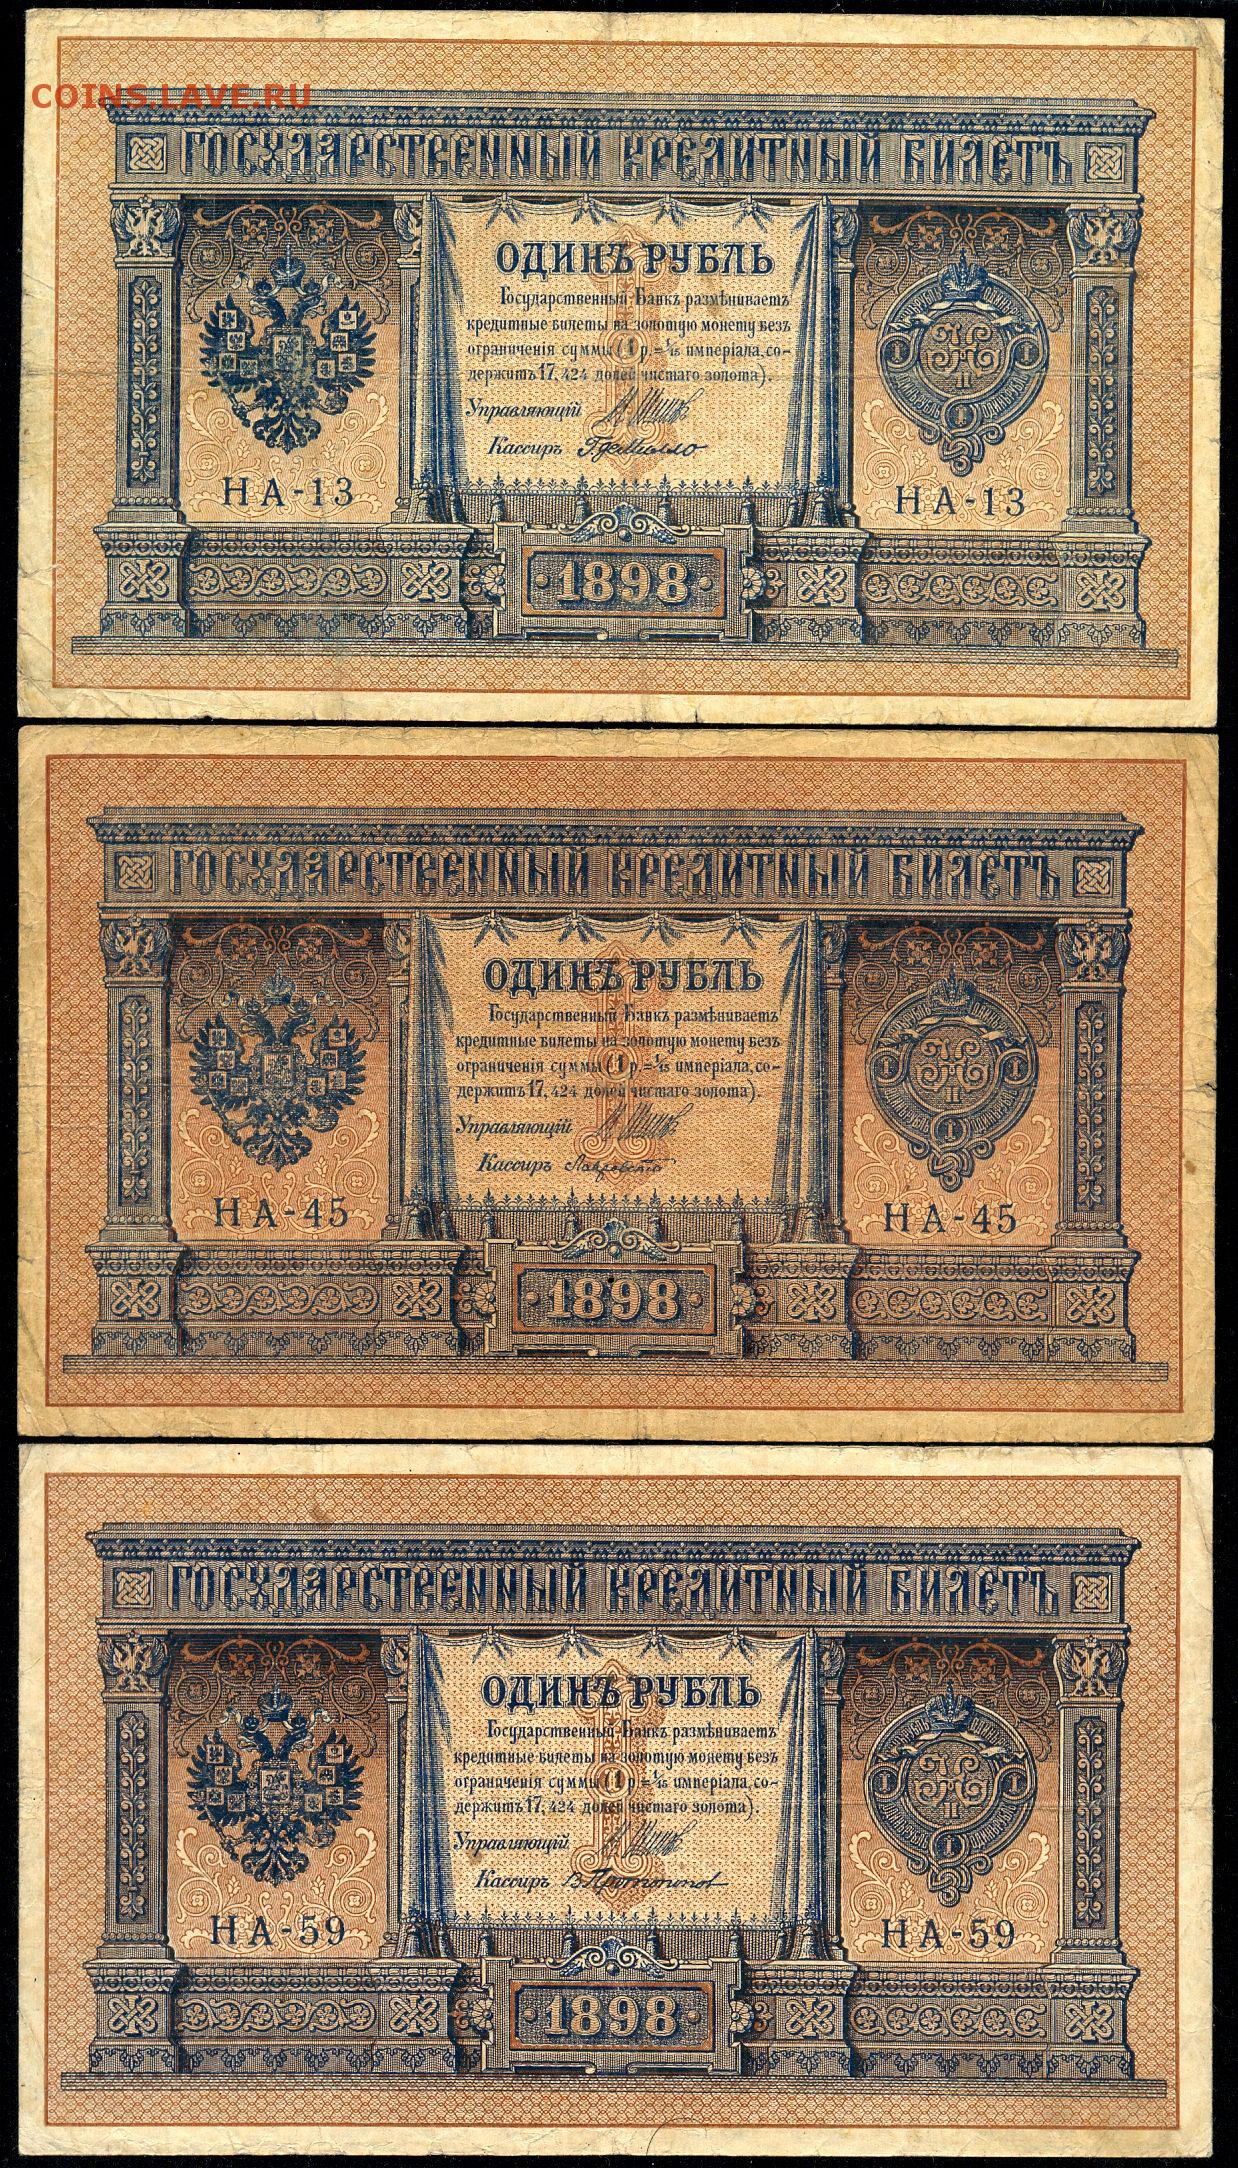 COINS.LAVE.RU
ГОСУДАРСТВЕННЫЙ КРЕДИТНЫЙ БИЛЕТЪ
ОДИНЪ РУБЛЬ
Государственный Банкъ размѣниваетъ
кредитные билеты на золотую монету безъ
ограниченія суммы (1 р.=1/15 имперіала, со-
держитъ 17,424 долей чистаго золота).
Управляющій
Кассиръ
НА-13 НА-13
1898
ГОСУДАРСТВЕННЫЙ КРЕДИТНЫЙ БИЛЕТЪ
ОДИНЪ РУБЛЬ
Государственный Банкъ размѣниваетъ
кредитные билеты на золотую монету безъ
ограниченія суммы (1 р.=1/15 имперіала, со-
держитъ 17,424 долей чистаго золота).
Управляющій
Кассиръ
НА-45 НА-45
1898
ГОСУДАРСТВЕННЫЙ КРЕДИТНЫЙ БИЛЕТЪ
ОДИНЪ РУБЛЬ
Государственный Банкъ размѣниваетъ
кредитные билеты на золотую монету безъ
ограниченія суммы (1 р.=1/15 имперіала, со-
держитъ 17,424 долей чистаго золота).
Управляющій
Кассиръ В Протопопов
НА-59 НА-59
1898